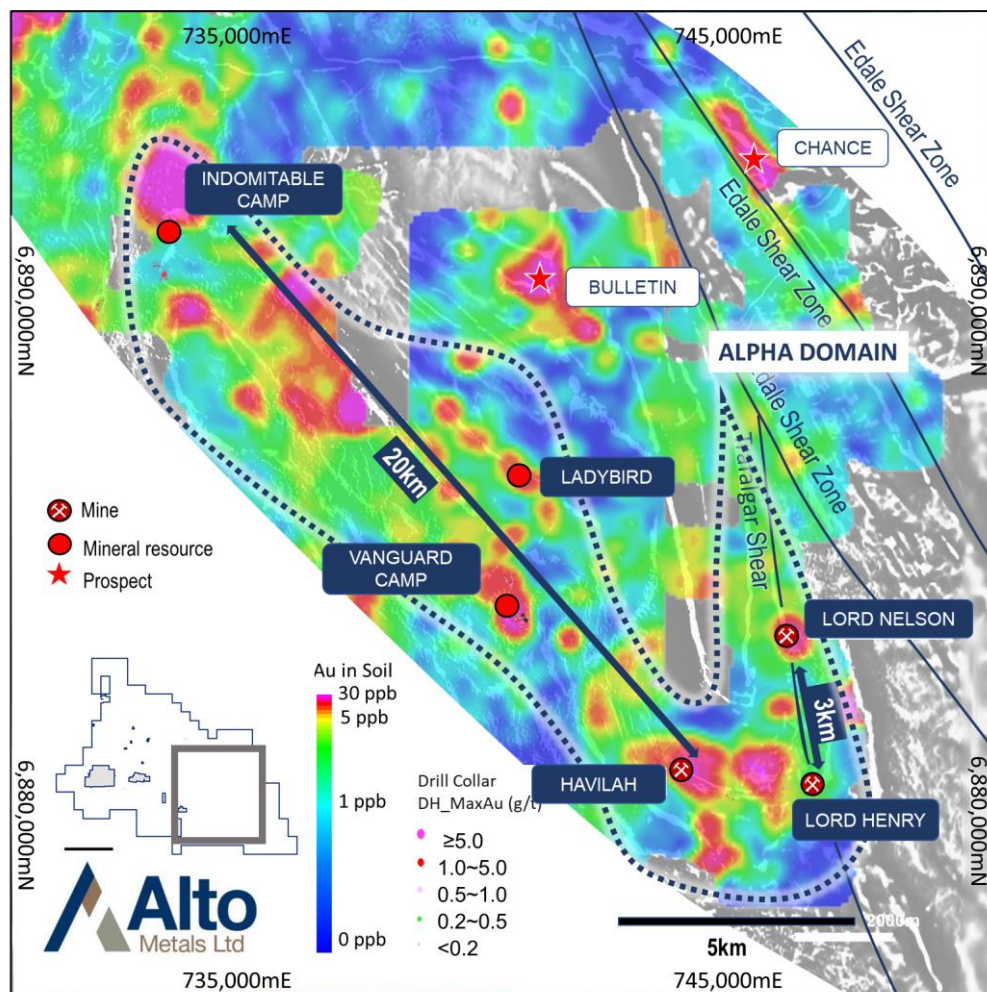 735,000mE
745,000mE
Edale Shear Zone
CHANCE
INDOMITABLE
CAMP
Edale Shear Zone
6,890,000mN
6,890,000mN
BULLETIN
ALPHA DOMAIN
Edale Shear Zone
Trafalgar Shear
20km
LADYBIRD
Mine
Mineral resource
Prospect
VANGUARD
CAMP
LORD NELSON
3km
Au in Soil
30 ppb
5 ppb
1 ppb
0 ppb
HAVILAH
LORD HENRY
6,880,000mN
6,880,000mN
Drill Collar
DH_MaxAu (g/t)
≥5.0
1.0~5.0
0.5~1.0
0.2~0.5
<0.2
Alto
Metals Ltd
2000m
5km
735,000mE
745,000mE